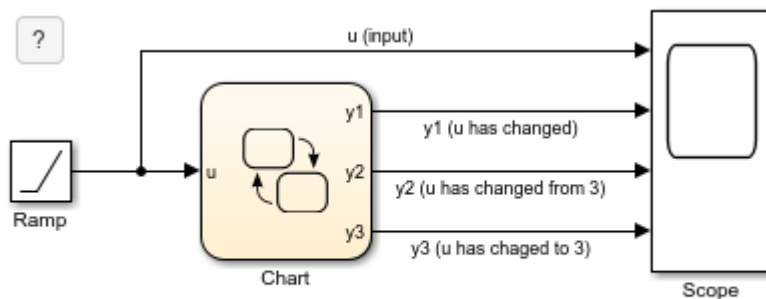 ?
u (input)
y1
y1 (u has changed)
u
y2
y2 (u has changed from 3)
Ramp
y3
y3 (u has chaged to 3)
Chart
Scope